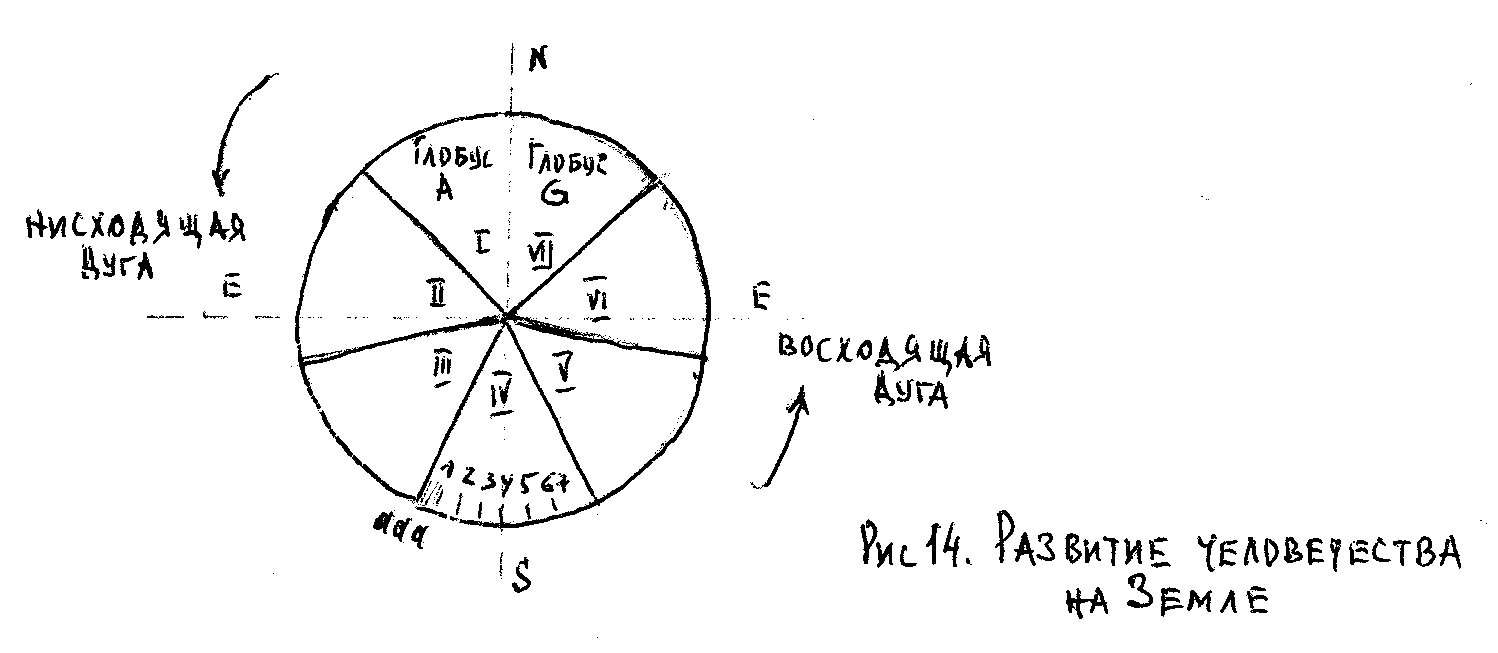 N
Глобус Глобус
A G
I VII
НИСХОДЯЩАЯ
ДУГА
E II VI E
III IV V
ВОСХОДЯЩАЯ
ДУГА
1 2 3 4 5 6 7
a a a
S
Рис 14. РАЗВИТИЕ ЧЕЛОВЕЧЕСТВА
НА ЗЕМЛЕ